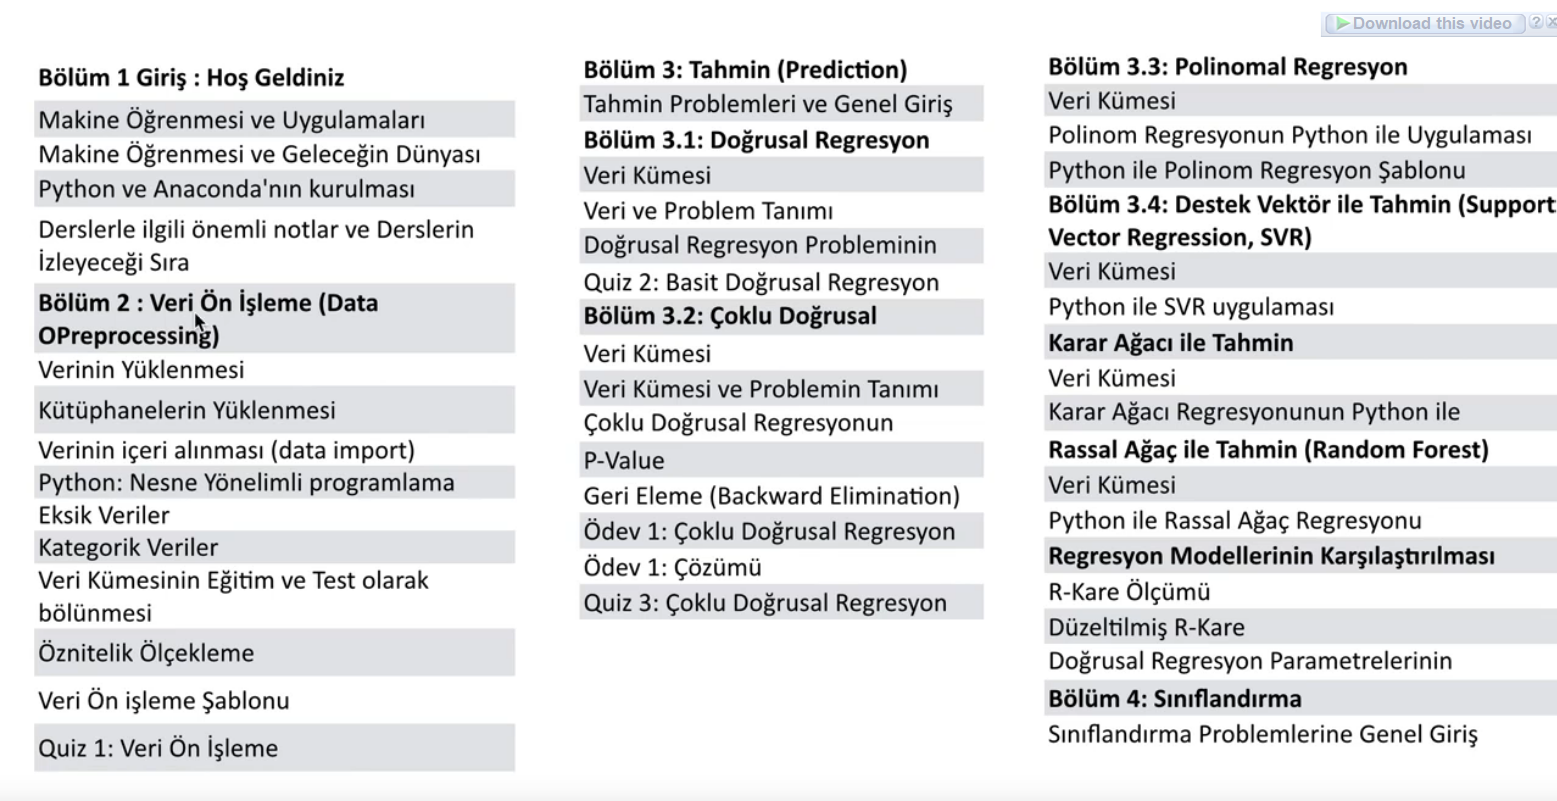 Download this video
Bölüm 1 Giriş : Hoş Geldiniz
Makine Öğrenmesi ve Uygulamaları
Makine Öğrenmesi ve Geleceğin Dünyası
Python ve Anaconda'nın kurulması
Derslerle ilgili önemli notlar ve Derslerin
İzleyeceği Sıra
Bölüm 2 : Veri Ön İşleme (Data
OPreprocessing)
Verinin Yüklenmesi
Kütüphanelerin Yüklenmesi
Verinin içeri alınması (data import)
Python: Nesne Yönelimli programlama
Eksik Veriler
Kategorik Veriler
Veri Kümesinin Eğitim ve Test olarak
bölünmesi
Öznitelik Ölçekleme
Veri Ön işleme Şablonu
Quiz 1: Veri Ön İşleme
Bölüm 3: Tahmin (Prediction)
Tahmin Problemleri ve Genel Giriş
Bölüm 3.1: Doğrusal Regresyon
Veri Kümesi
Veri ve Problem Tanımı
Doğrusal Regresyon Probleminin
Quiz 2: Basit Doğrusal Regresyon
Bölüm 3.2: Çoklu Doğrusal
Veri Kümesi
Veri Kümesi ve Problemin Tanımı
Çoklu Doğrusal Regresyonun
P-Value
Geri Eleme (Backward Elimination)
Ödev 1: Çoklu Doğrusal Regresyon
Ödev 1: Çözümü
Quiz 3: Çoklu Doğrusal Regresyon
Bölüm 3.3: Polinomal Regresyon
Veri Kümesi
Polinom Regresyonun Python ile Uygulaması
Python ile Polinom Regresyon Şablonu
Bölüm 3.4: Destek Vektör ile Tahmin (Support
Vector Regression, SVR)
Veri Kümesi
Python ile SVR uygulaması
Karar Ağacı ile Tahmin
Veri Kümesi
Karar Ağacı Regresyonunun Python ile
Rassal Ağaç ile Tahmin (Random Forest)
Veri Kümesi
Python ile Rassal Ağaç Regresyonu
Regresyon Modellerinin Karşılaştırılması
R-Kare Ölçümü
Düzeltilmiş R-Kare
Doğrusal Regresyon Parametrelerinin
Bölüm 4: Sınıflandırma
Sınıflandırma Problemlerine Genel Giriş